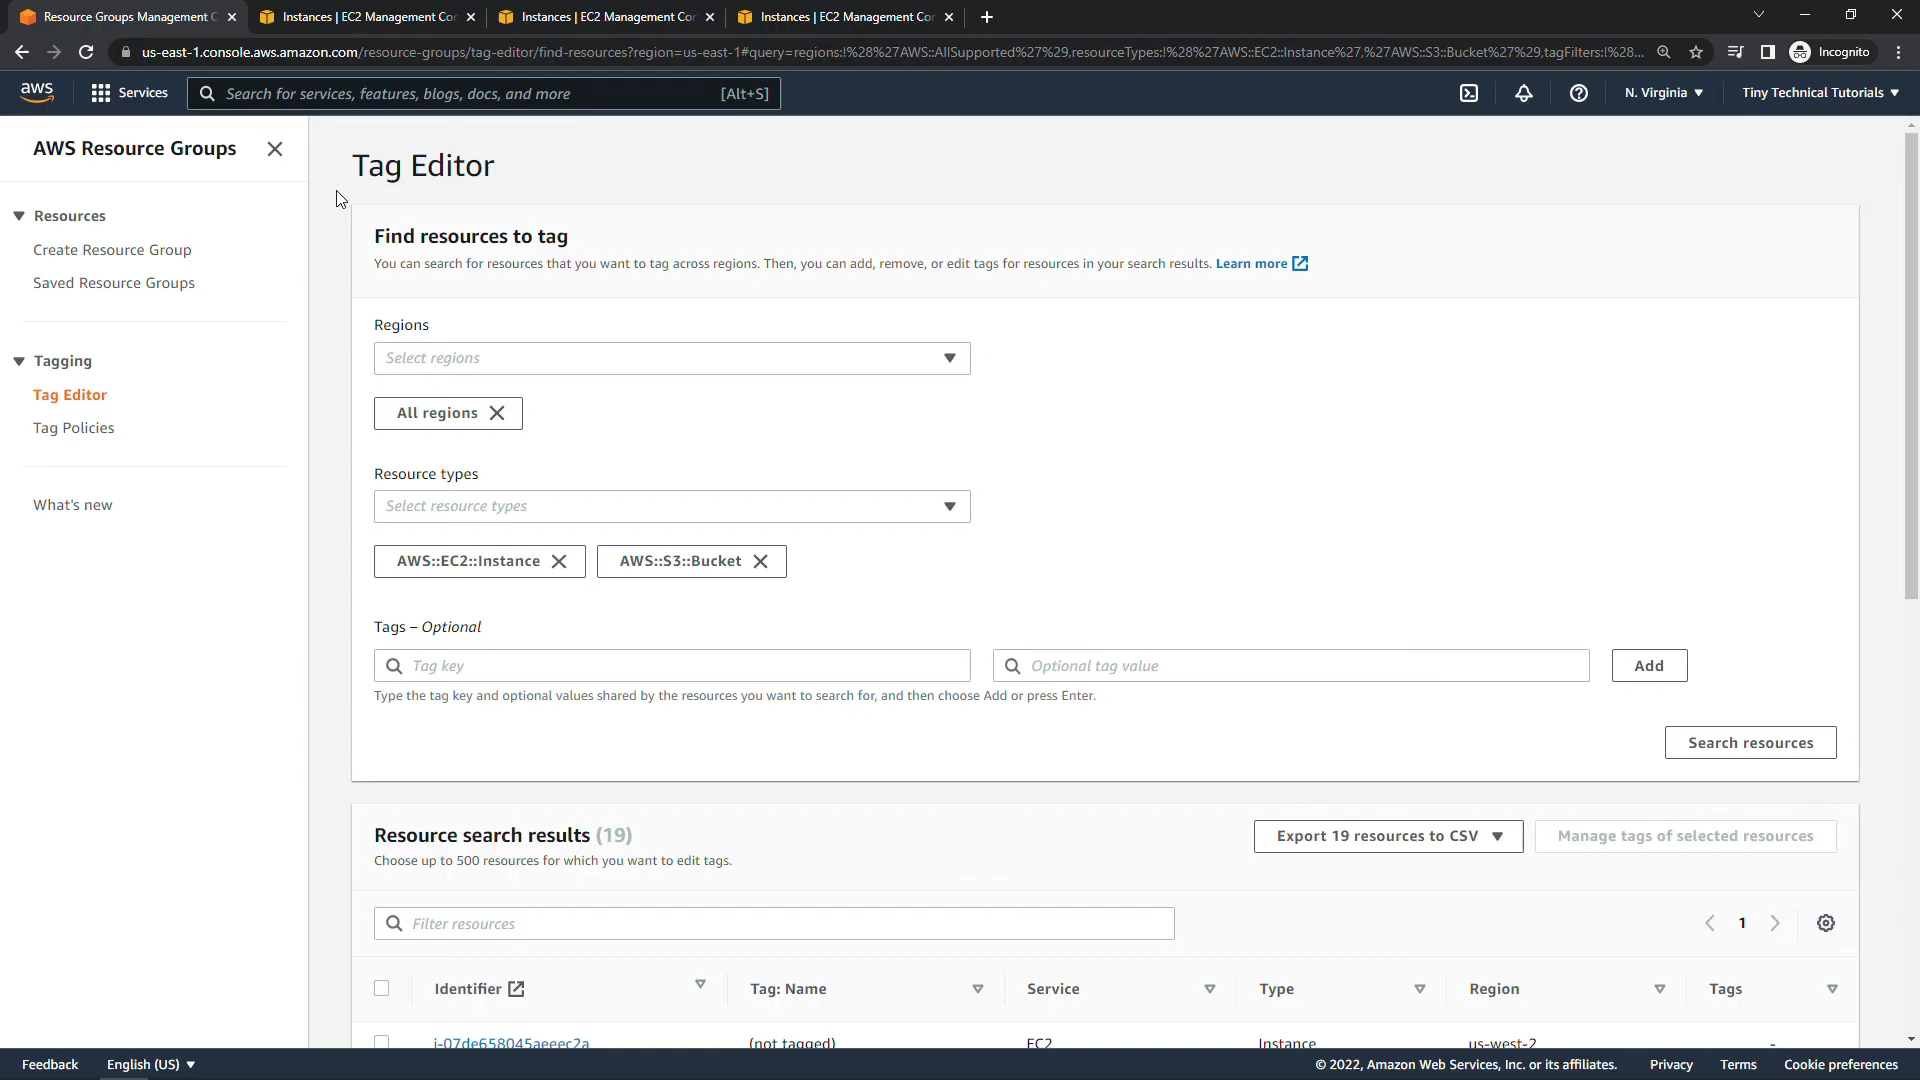 Resource Groups Management C
Instances | EC2 Management Con
Instances | EC2 Management Con
Instances | EC2 Management Con
us-east-1.console.aws.amazon.com/resource-groups/tag-editor/find-resources?region=us-east-1#query=regions:!%28%27AWS::AllSupported%27%29,resourceTypes:!%28%27AWS::EC2::Instance%27,%27AWS::S3::Bucket%27%29,tagFilters:!%28...
Incognito
aws
Services
Search for services, features, blogs, docs, and more
[Alt+S]
N. Virginia
Tiny Technical Tutorials
AWS Resource Groups
Resources
Create Resource Group
Saved Resource Groups
Tagging
Tag Editor
Tag Policies
What's new
Tag Editor
Find resources to tag
You can search for resources that you want to tag across regions. Then, you can add, remove, or edit tags for resources in your search results. Learn more
Regions
Select regions
All regions
Resource types
Select resource types
AWS::EC2::Instance
AWS::S3::Bucket
Tags – Optional
Tag key
Optional tag value
Add
Type the tag key and optional values shared by the resources you want to search for, and then choose Add or press Enter.
Search resources
Resource search results (19)
Choose up to 500 resources for which you want to edit tags.
Export 19 resources to CSV
Manage tags of selected resources
Filter resources
1
Identifier
Tag: Name
Service
Type
Region
Tags
i-07de658045aeeec2a
(not tagged)
EC2
Instance
us-west-2
-
Feedback
English (US)
© 2022, Amazon Web Services, Inc. or its affiliates.
Privacy
Terms
Cookie preferences